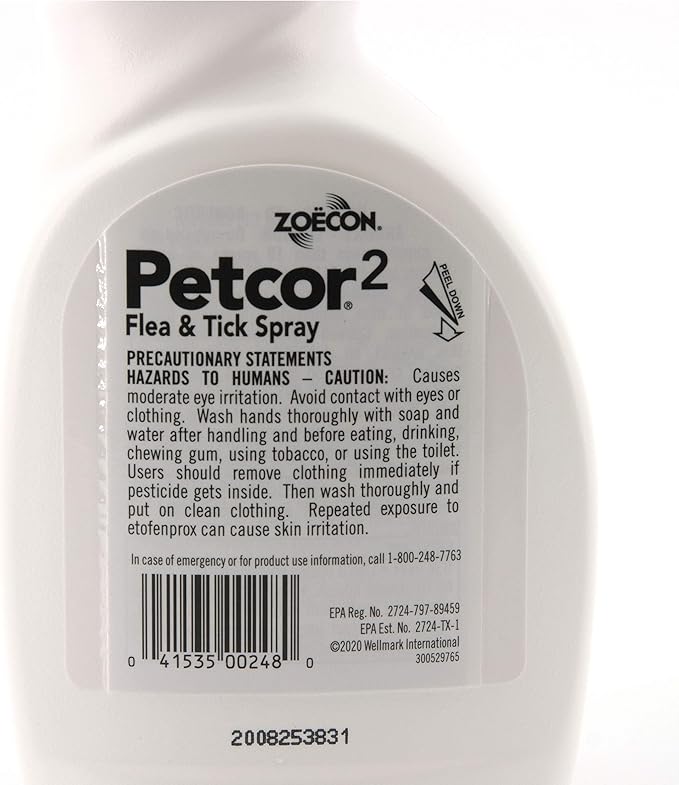 ZOËCON®
Petcor®2
PEEL DOWN
Flea & Tick Spray
PRECAUTIONARY STATEMENTS
HAZARDS TO HUMANS – CAUTION: Causes
moderate eye irritation. Avoid contact with eyes or
clothing. Wash hands thoroughly with soap and
water after handling and before eating, drinking,
chewing gum, using tobacco, or using the toilet.
Users should remove clothing immediately if
pesticide gets inside. Then wash thoroughly and
put on clean clothing. Repeated exposure to
etofenprox can cause skin irritation.
In case of emergency or for product use information, call 1-800-248-7763
EPA Reg. No. 2724-797-89459
EPA Est. No. 2724-TX-1
©2020 Wellmark International
300529765
0 41535 00248 0
2008253831